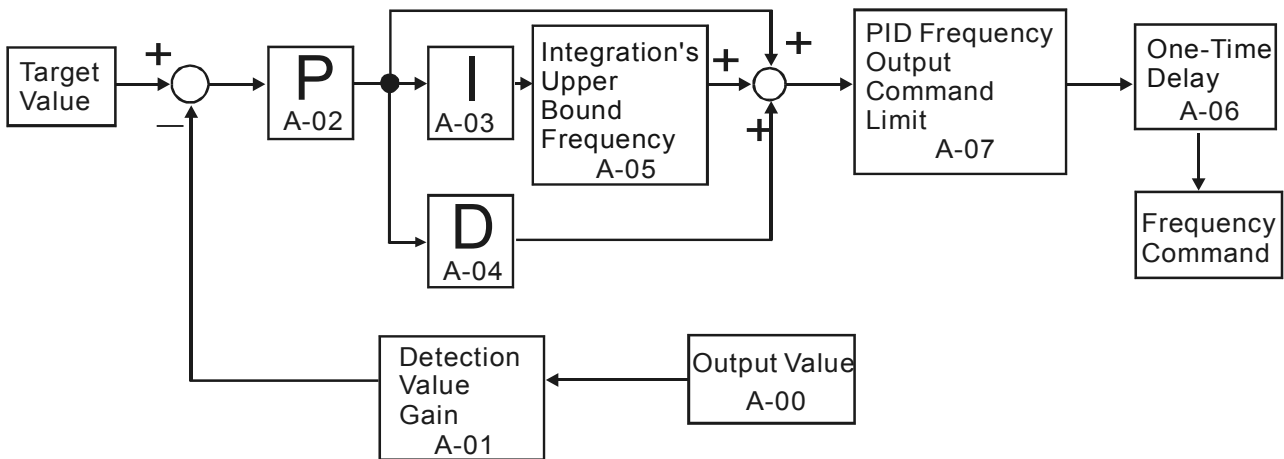 Target
Value
+
−
P
A-02
I
A-03
Integration's
Upper
Bound
Frequency
A-05
D
A-04
+
+
+
PID Frequency
Output
Command
Limit
A-07
One-Time
Delay
A-06
Frequency
Command
Detection
Value
Gain
A-01
Output Value
A-00